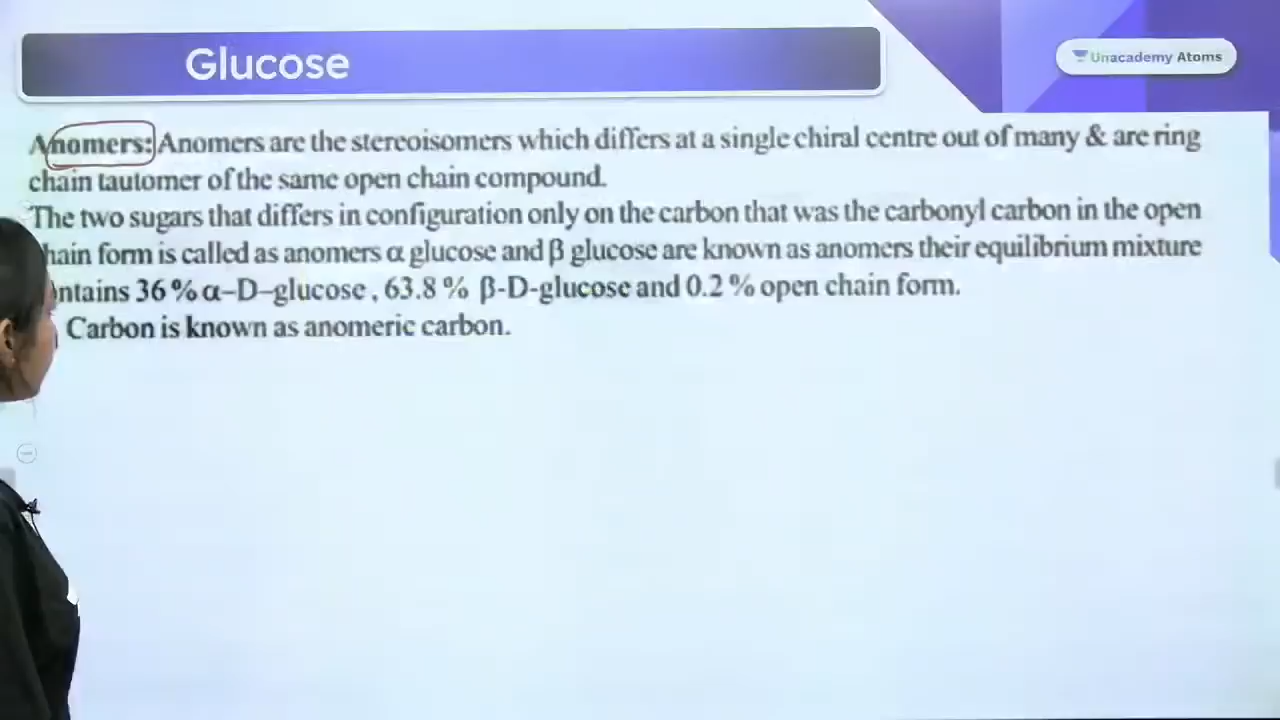 Glucose
Unacademy Atoms
Anomers: Anomers are the stereoisomers which differs at a single chiral centre out of many & are ring
chain tautomer of the same open chain compound.
The two sugars that differs in configuration only on the carbon that was the carbonyl carbon in the open
hain form is called as anomers α glucose and β glucose are known as anomers their equilibrium mixture
ntains 36 % α–D–glucose , 63.8 % β-D-glucose and 0.2 % open chain form.
Carbon is known as anomeric carbon.